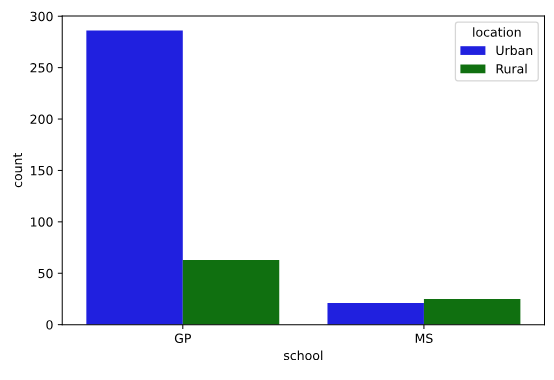 300
250
200
150
100
50
0
count
GP
MS
school
location
Urban
Rural